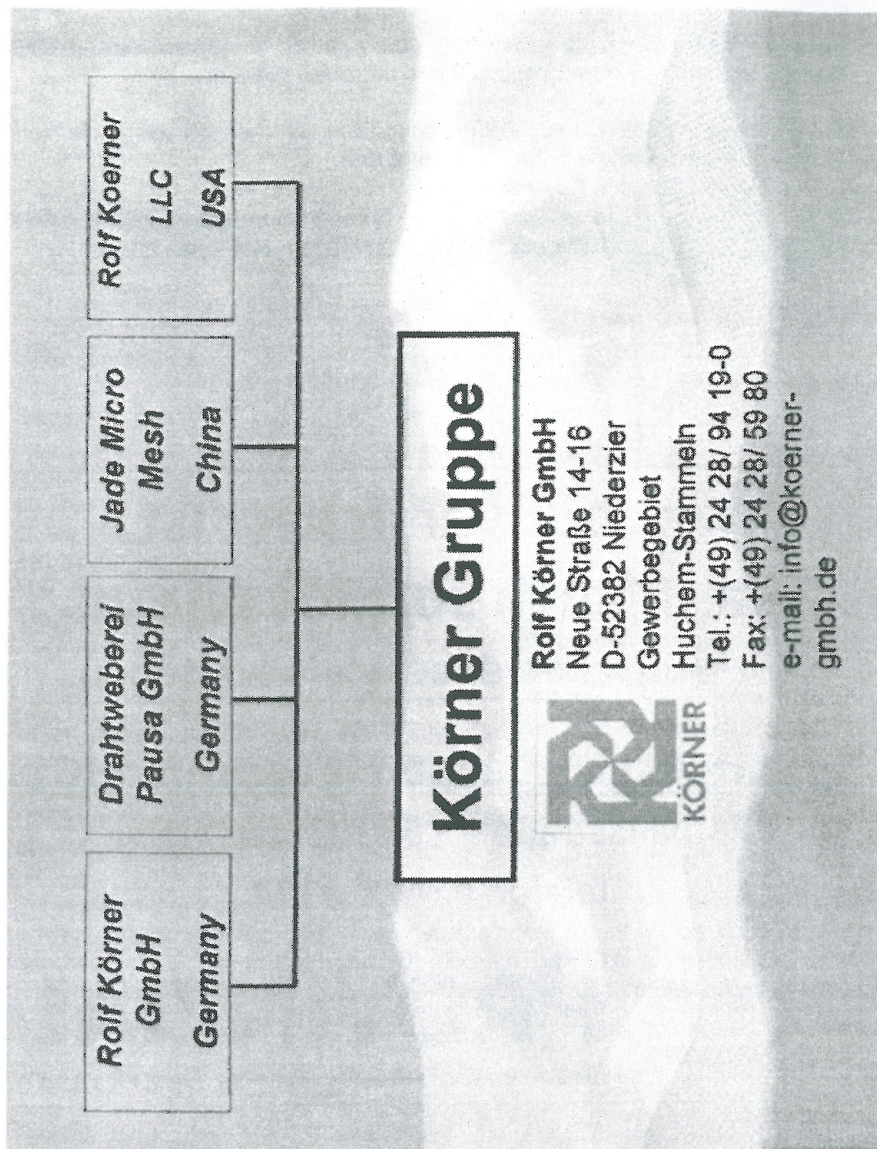 Rolf Körner
GmbH
Germany
Drahtweberei
Pausa GmbH
Germany
Jade Micro
Mesh
China
Rolf Koerner
LLC
USA
Körner Gruppe
KÖRNER
Rolf Körner GmbH
Neue Straße 14-16
D-52382 Niederzier
Gewerbegebiet
Huchem-Stammeln
Tel.: +(49) 24 28/ 94 19-0
Fax: +(49) 24 28/ 59 80
e-mail: info@koerner-
gmbh.de